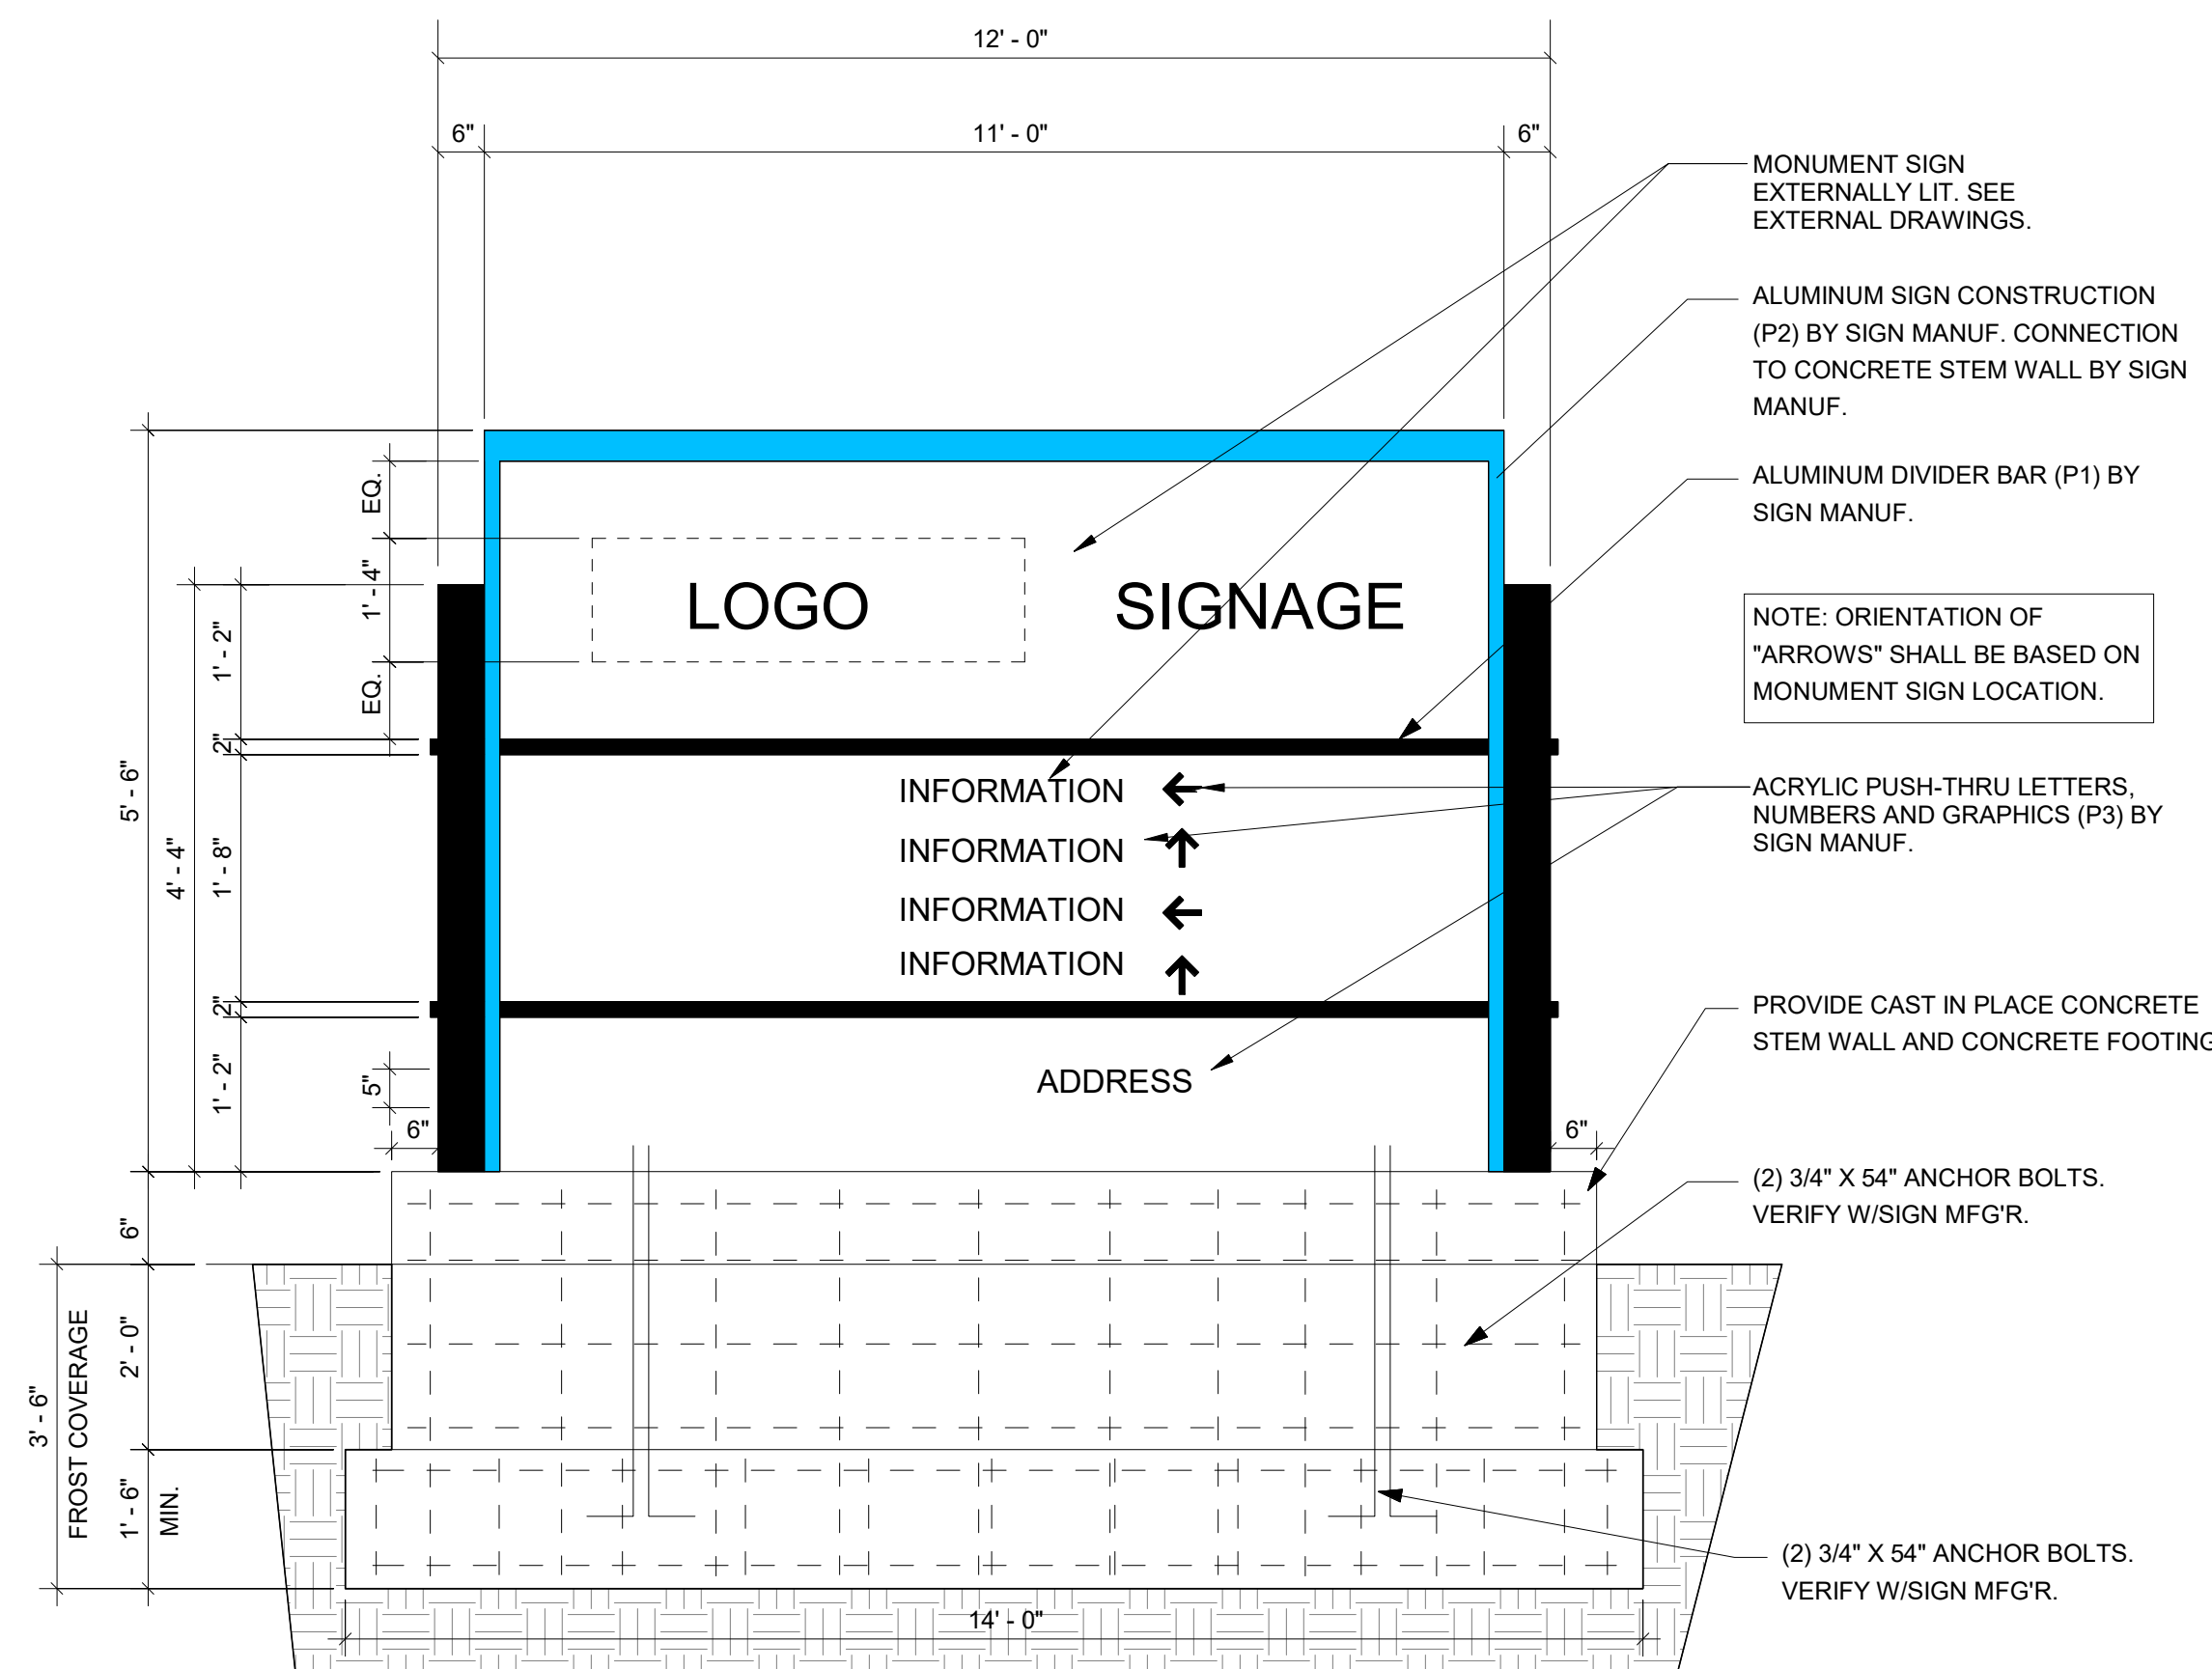 12' - 0"
6"
11' - 0"
6"
MONUMENT SIGN
EXTERNALLY LIT. SEE
EXTERNAL DRAWINGS.
ALUMINUM SIGN CONSTRUCTION
(P2) BY SIGN MANUF. CONNECTION
TO CONCRETE STEM WALL BY SIGN
MANUF.
ALUMINUM DIVIDER BAR (P1) BY
SIGN MANUF.
NOTE: ORIENTATION OF
"ARROWS" SHALL BE BASED ON
MONUMENT SIGN LOCATION.
ACRYLIC PUSH-THRU LETTERS,
NUMBERS AND GRAPHICS (P3) BY
SIGN MANUF.
PROVIDE CAST IN PLACE CONCRETE
STEM WALL AND CONCRETE FOOTING
(2) 3/4" X 54" ANCHOR BOLTS.
VERIFY W/SIGN MFG'R.
(2) 3/4" X 54" ANCHOR BOLTS.
VERIFY W/SIGN MFG'R.
LOGO
SIGNAGE
INFORMATION
INFORMATION
INFORMATION
INFORMATION
ADDRESS
EQ.
1' - 4"
EQ.
1' - 2"
2"
1' - 8"
2"
1' - 2"
4' - 4"
5' - 6"
5"
6"
6"
6"
2' - 0"
1' - 6"
MIN.
3' - 6"
FROST COVERAGE
14' - 0"